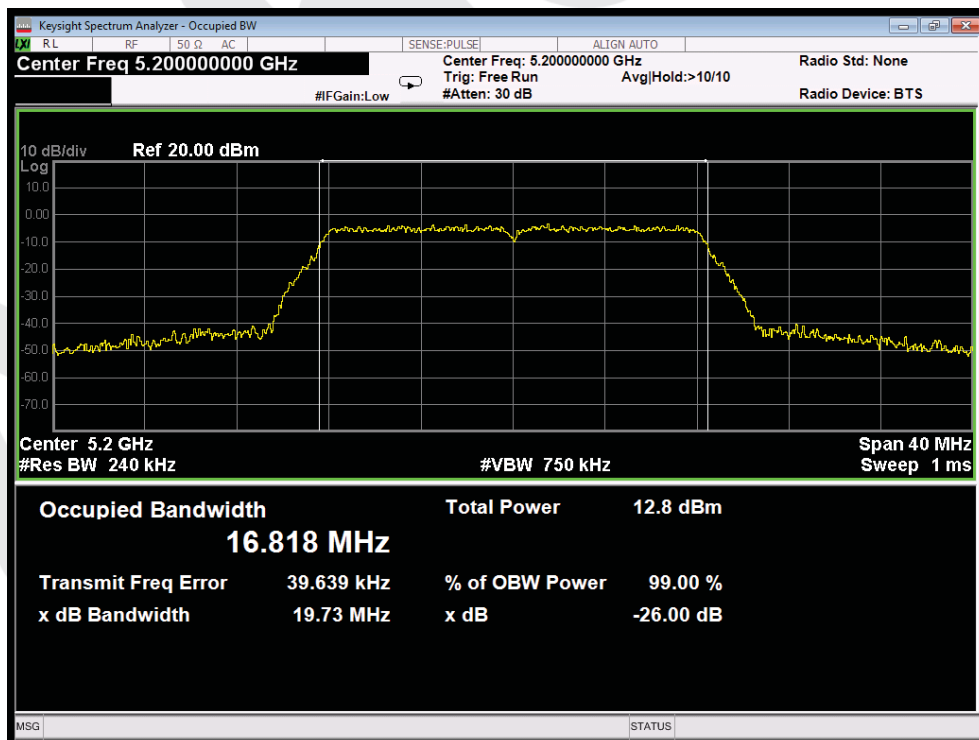 Keysight Spectrum Analyzer - Occupied BW
LXI RL RF 50 Ω AC SENSE:PULSE ALIGN AUTO
Center Freq 5.200000000 GHz
Center Freq: 5.200000000 GHz
Radio Std: None
Trig: Free Run Avg|Hold:>10/10
#IFGain:Low
#Atten: 30 dB
Radio Device: BTS
10 dB/div Ref 20.00 dBm
Log
10.0
0.00
-10.0
-20.0
-30.0
-40.0
-50.0
-60.0
-70.0
Center 5.2 GHz Span 40 MHz
#Res BW 240 kHz #VBW 750 kHz Sweep 1 ms
Occupied Bandwidth Total Power 12.8 dBm
16.818 MHz
Transmit Freq Error 39.639 kHz % of OBW Power 99.00 %
x dB Bandwidth 19.73 MHz x dB -26.00 dB
MSG STATUS